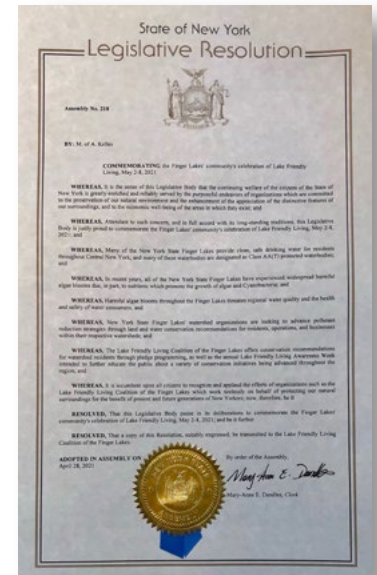 State of New York
Legislative Resolution
Assembly No. 218
BY: M. of A. Kelles
COMMEMORATING the Finger Lakes' community's celebration of Lake Friendly
Living, May 2-8, 2021
WHEREAS, It is the sense of this Legislative Body that the continuing welfare of the citizens of the State of
New York is greatly enriched and reliably served by the purposeful endeavors of organizations which are committed
to the preservation of our natural environment and the enhancement of the appreciation of the distinctive features of
our surroundings, and to the economic well-being of the areas in which they exist; and
WHEREAS, Attendant to such concern, and in full accord with its long-standing traditions, this Legislative
Body is justly proud to commemorate the Finger Lakes' community's celebration of Lake Friendly Living, May 2-8,
2021; and
WHEREAS, Many of the New York State Finger Lakes provide clean, safe drinking water for residents
throughout Central New York, and many of these waterbodies are designated as Class AA(T) protected waterbodies;
and
WHEREAS, In recent years, all of the New York State Finger Lakes have experienced widespread harmful
algae blooms due, in part, to nutrients which promote the growth of algae and Cyanobacteria; and
WHEREAS, Harmful algae blooms throughout the Finger Lakes threaten regional water quality and the health
and safety of water consumers; and
WHEREAS, New York State Finger Lakes' watershed organizations are looking to advance pollutant
reduction strategies through land and water conservation recommendations for residents, operations, and businesses
within their respective watersheds; and
WHEREAS, The Lake Friendly Living Coalition of the Finger Lakes offers conservation recommendations
for watershed residents through pledge programming, as well as the annual Lake Friendly Living Awareness Week
intended to further educate the public about a variety of conservation initiatives being advanced throughout the
region; and
WHEREAS, It is incumbent upon all citizens to recognize and applaud the efforts of organizations such as the
Lake Friendly Living Coalition of the Finger Lakes which work tirelessly on behalf of protecting our natural
surroundings for the benefit of present and future generations of New Yorkers; now, therefore, be it
RESOLVED, That this Legislative Body pause in its deliberations to commemorate the Finger Lakes'
community's celebration of Lake Friendly Living, May 2-8, 2021; and be it further
RESOLVED, That a copy of this Resolution, suitably engrossed, be transmitted to the Lake Friendly Living
Coalition of the Finger Lakes.
ADOPTED IN ASSEMBLY ON
April 28, 2021
By order of the Assembly,
Mary-Anne E. Dandles, Clerk